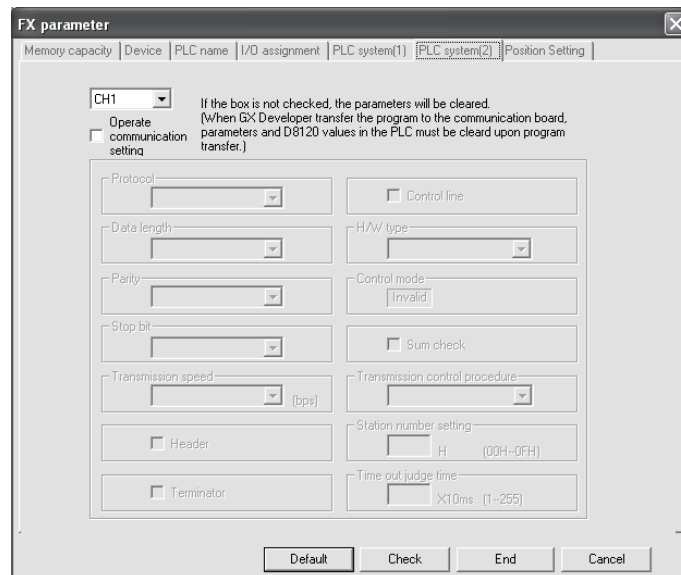 FX parameter
Memory capacity Device PLC name I/O assignment PLC system(1) PLC system(2) Position Setting
CH1
If the box is not checked, the parameters will be cleared.
(When GX Developer transfer the program to the communication board,
parameters and D8120 values in the PLC must be cleard upon program
transfer.)
Operate
communication
setting
Protocol
Control line
Data length
H/W type
Parity
Control mode
Invalid
Stop bit
Sum check
Transmission speed
(bps)
Transmission control procedure
Header
Station number setting
H (00H--0FH)
Terminator
Time out judge time
X10ms (1--255)
Default Check End Cancel